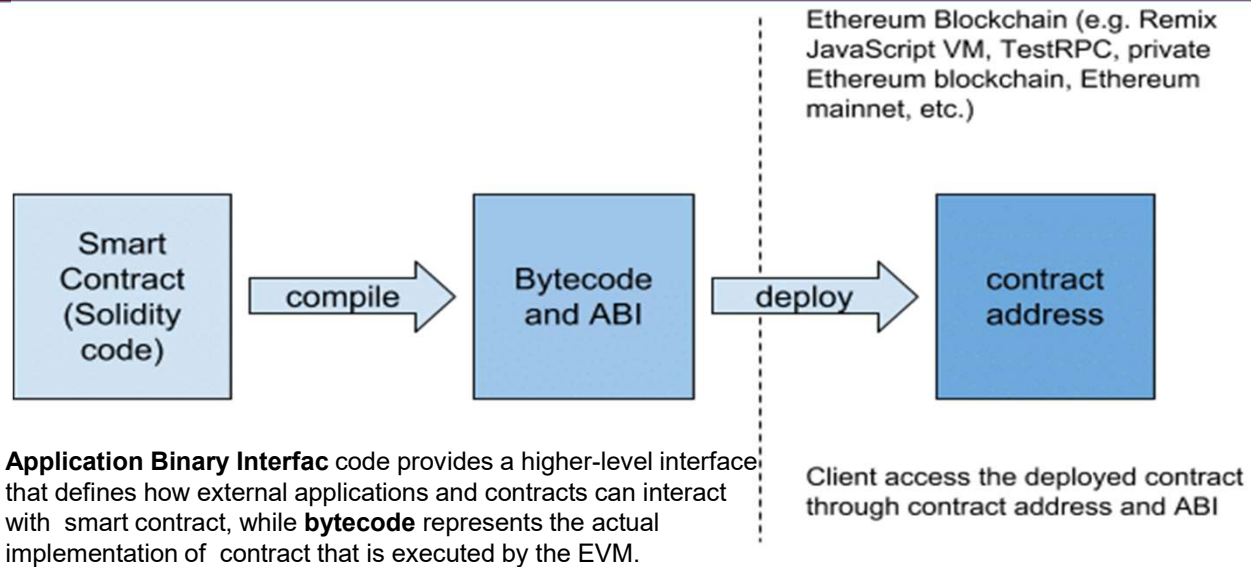 Ethereum Blockchain (e.g. Remix
JavaScript VM, TestRPC, private
Ethereum blockchain, Ethereum
mainnet, etc.)
Smart
Contract
(Solidity
code)
compile
Bytecode
and ABI
deploy
contract
address
Application Binary Interfac code provides a higher-level interface
that defines how external applications and contracts can interact
with smart contract, while bytecode represents the actual
implementation of contract that is executed by the EVM.
Client access the deployed contract
through contract address and ABI